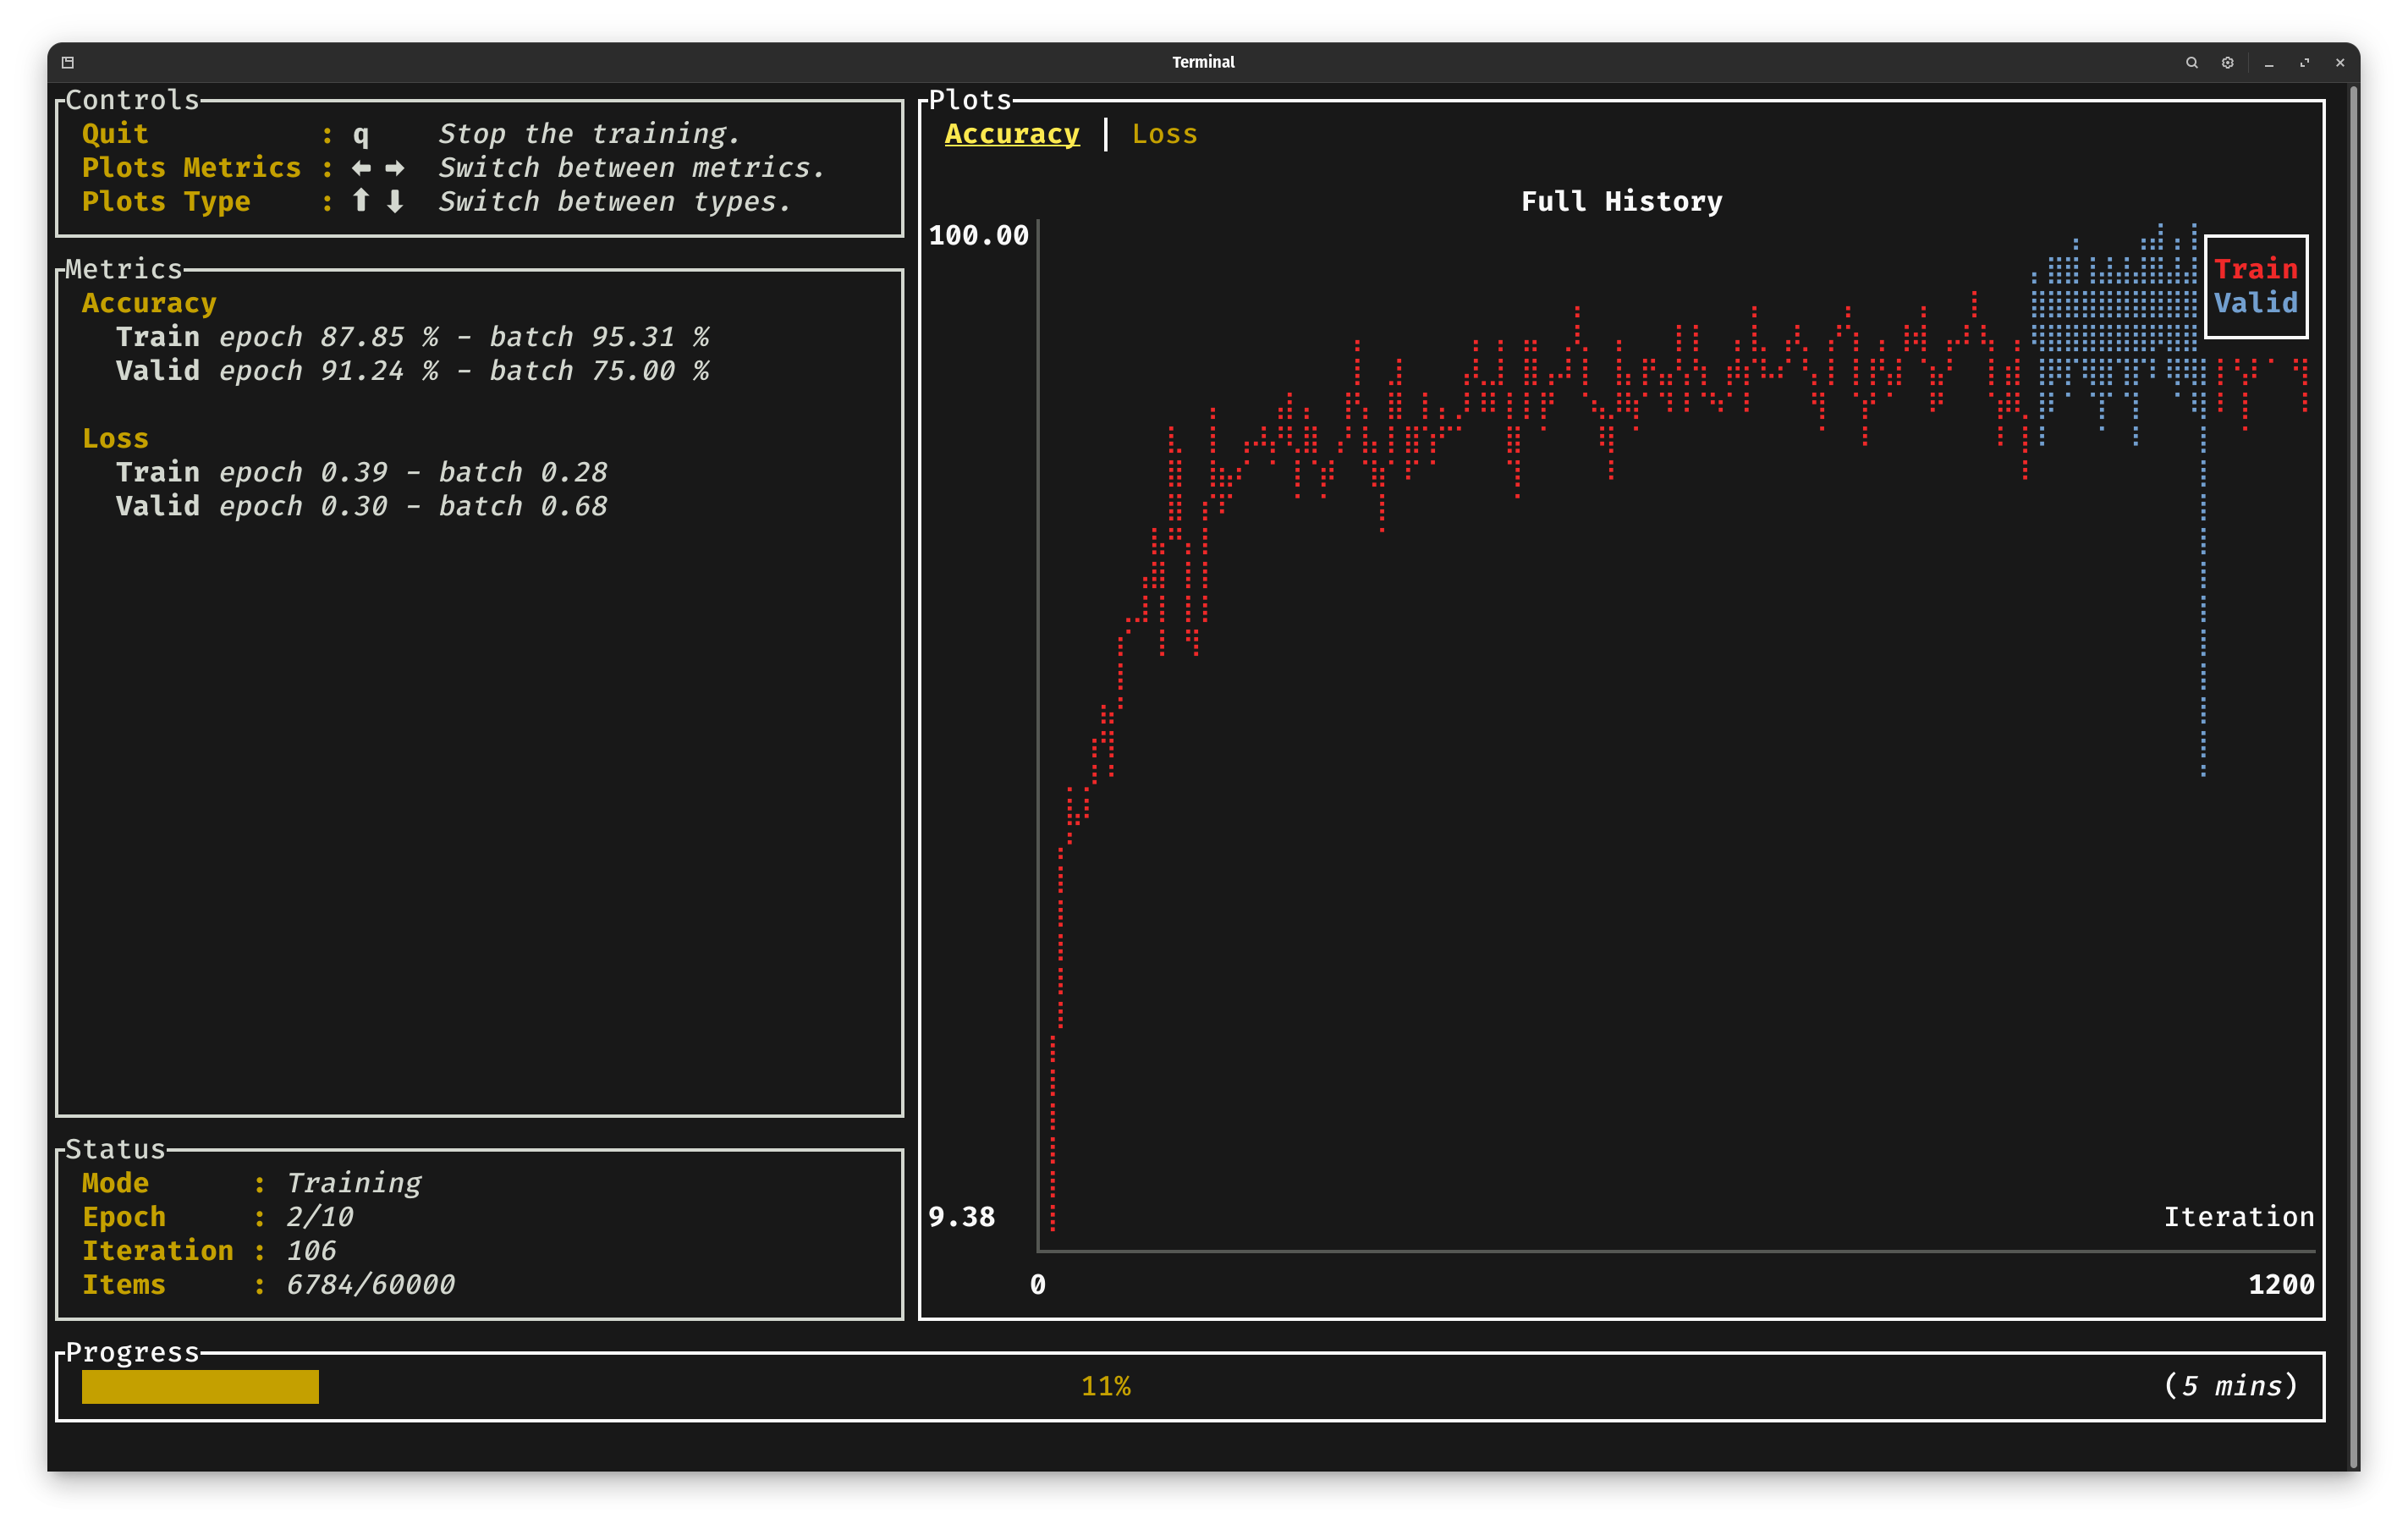 Terminal
Controls
Quit : q Stop the training.
Plots Metrics : ← → Switch between metrics.
Plots Type : ↑ ↓ Switch between types.
Metrics
Accuracy
Train epoch 87.85 % - batch 95.31 %
Valid epoch 91.24 % - batch 75.00 %
Loss
Train epoch 0.39 - batch 0.28
Valid epoch 0.30 - batch 0.68
Status
Mode : Training
Epoch : 2/10
Iteration : 106
Items : 6784/60000
Plots
Accuracy | Loss
Full History
100.00
Train
Valid
9.38
Iteration
0 1200
Progress
11% (5 mins)